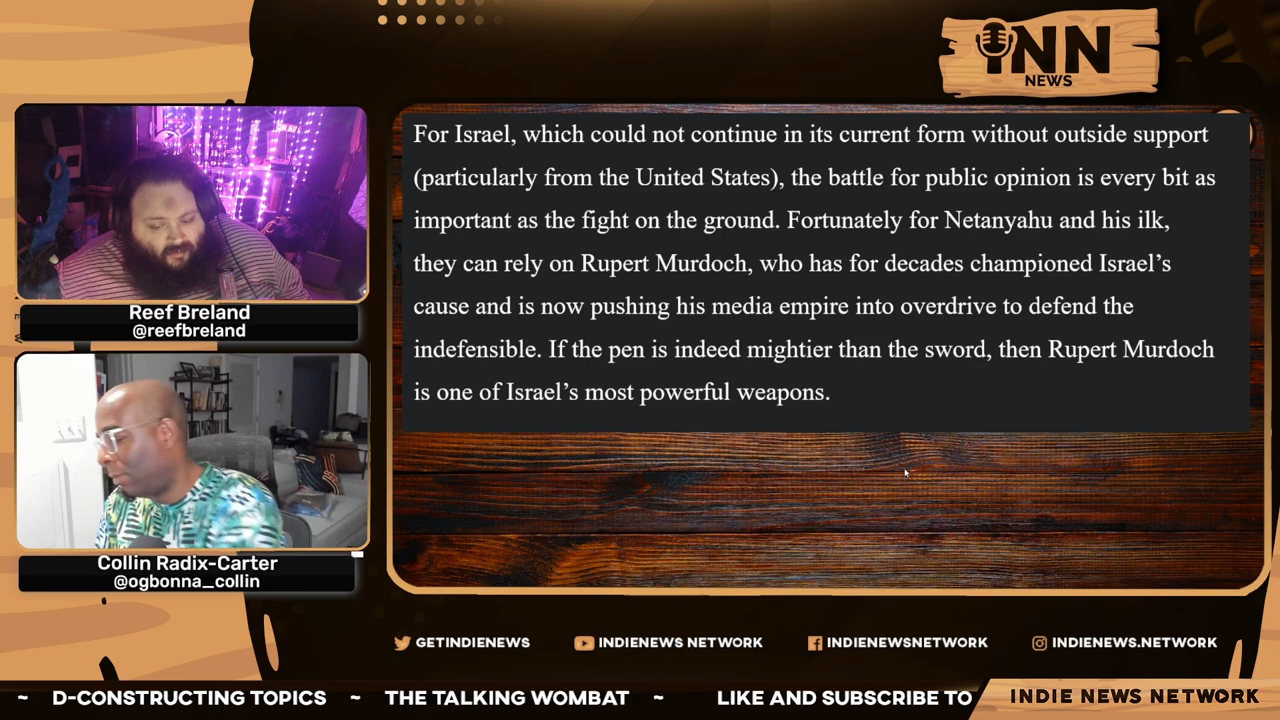 INN
NEWS
For Israel, which could not continue in its current form without outside support
(particularly from the United States), the battle for public opinion is every bit as
important as the fight on the ground. Fortunately for Netanyahu and his ilk,
they can rely on Rupert Murdoch, who has for decades championed Israel’s
cause and is now pushing his media empire into overdrive to defend the
indefensible. If the pen is indeed mightier than the sword, then Rupert Murdoch
is one of Israel’s most powerful weapons.
Reef Breland
@reefbreland
Collin Radix-Carter
@ogbonna_collin
GETINDIENEWS
INDIENEWS NETWORK
INDIENEWSNETWORK
INDIENEWS.NETWORK
~ D-CONSTRUCTING TOPICS ~ THE TALKING WOMBAT ~ LIKE AND SUBSCRIBE TO
INDIE NEWS NETWORK